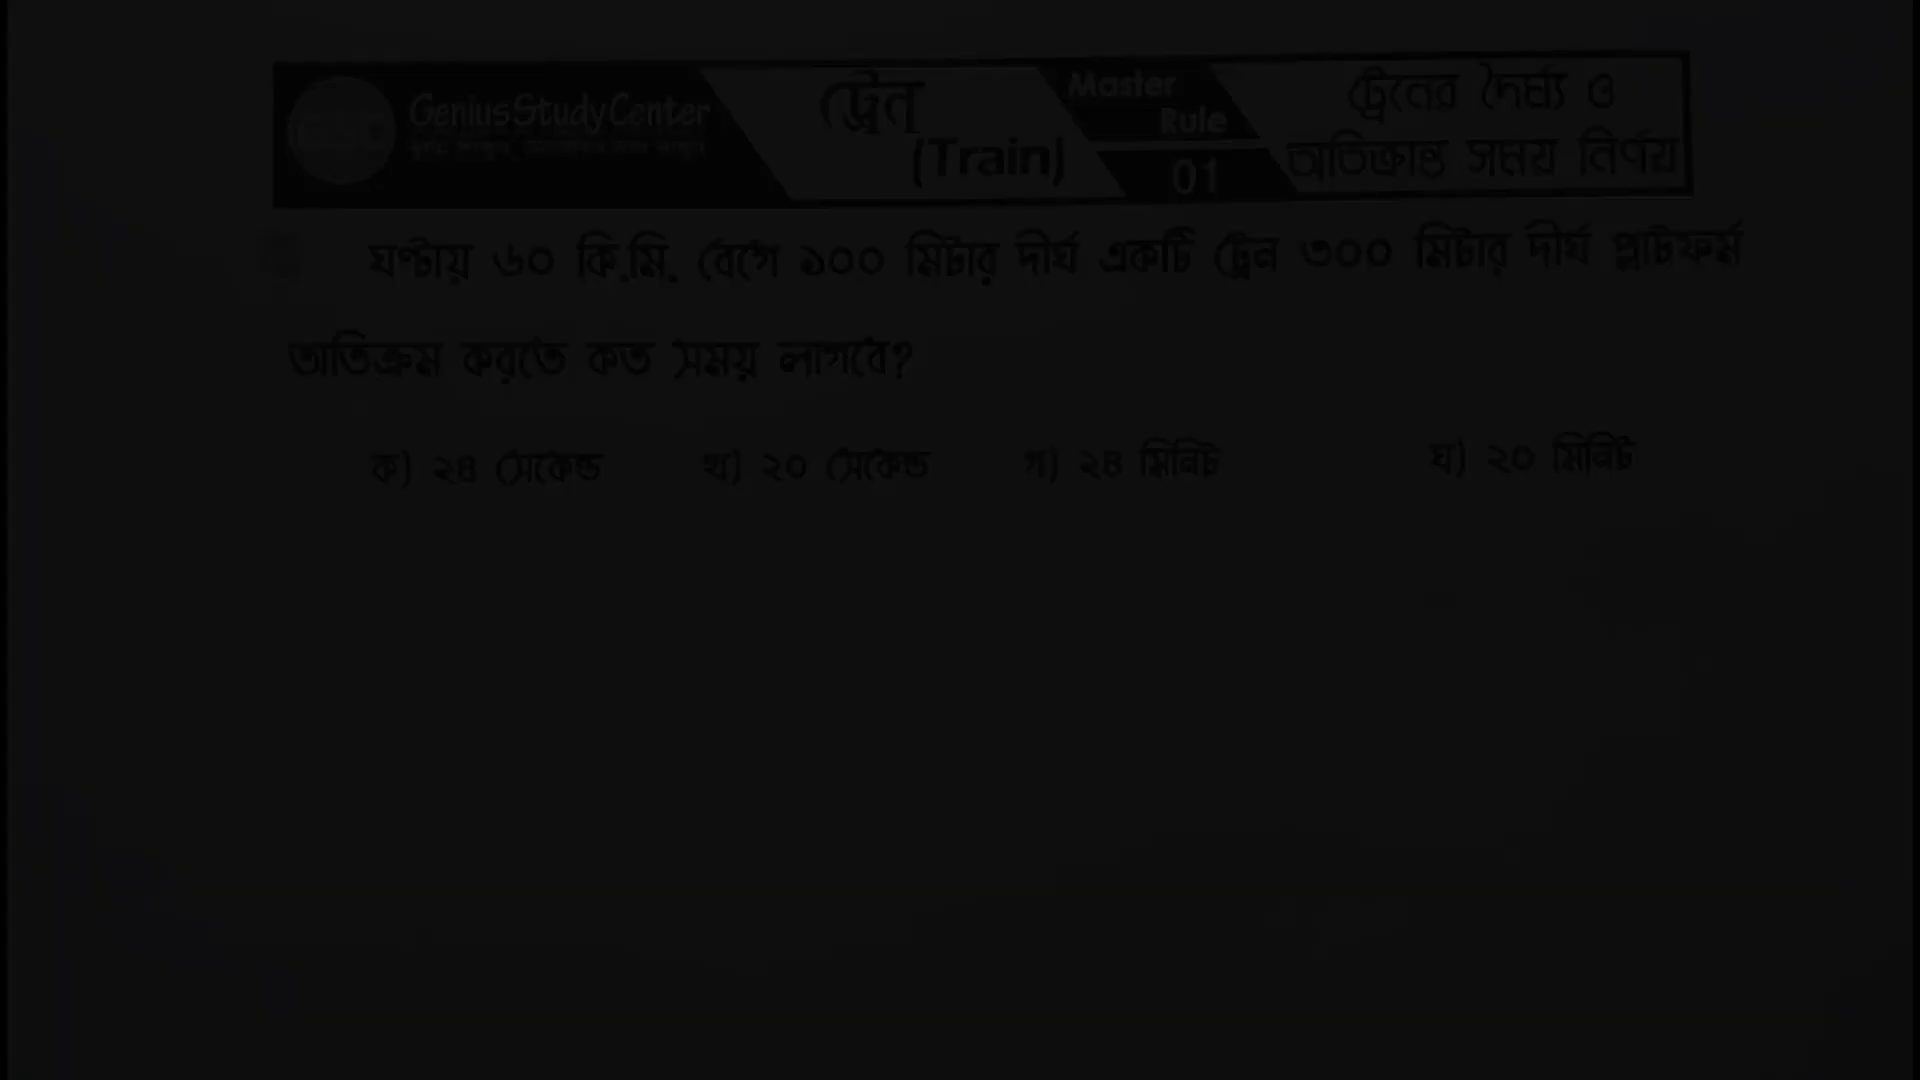 GeniusStudyCenter
ট্রেন
(Train)
Master
Rule
01
ট্রেনের দৈর্ঘ্য ও
অতিক্রান্ত সময় নির্ণয়
ঘণ্টায় ৬০ কি.মি. বেগে ১০০ মিটার দীর্ঘ একটি ট্রেন ৩০০ মিটার দীর্ঘ প্লাটফর্ম
অতিক্রম করতে কত সময় লাগবে?
ক) ২৪ সেকেন্ড খ) ২০ সেকেন্ড গ) ২৪ মিনিট ঘ) ২০ মিনিট